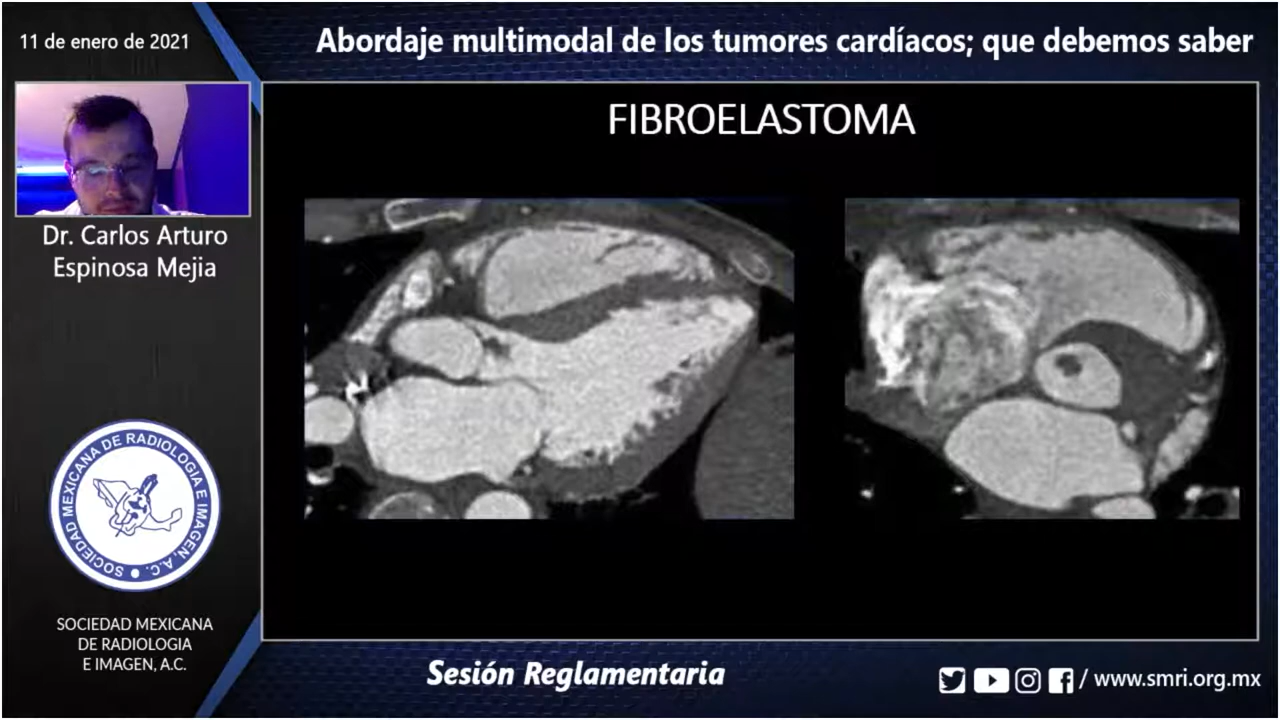 11 de enero de 2021
Abordaje multimodal de los tumores cardíacos; que debemos saber
Dr. Carlos Arturo
Espinosa Mejia
FIBROELASTOMA
SOCIEDAD MEXICANA DE RADIOLOGIA E IMAGEN, A.C.
SOCIEDAD MEXICANA
DE RADIOLOGIA
E IMAGEN, A.C.
Sesión Reglamentaria
/ www.smri.org.mx